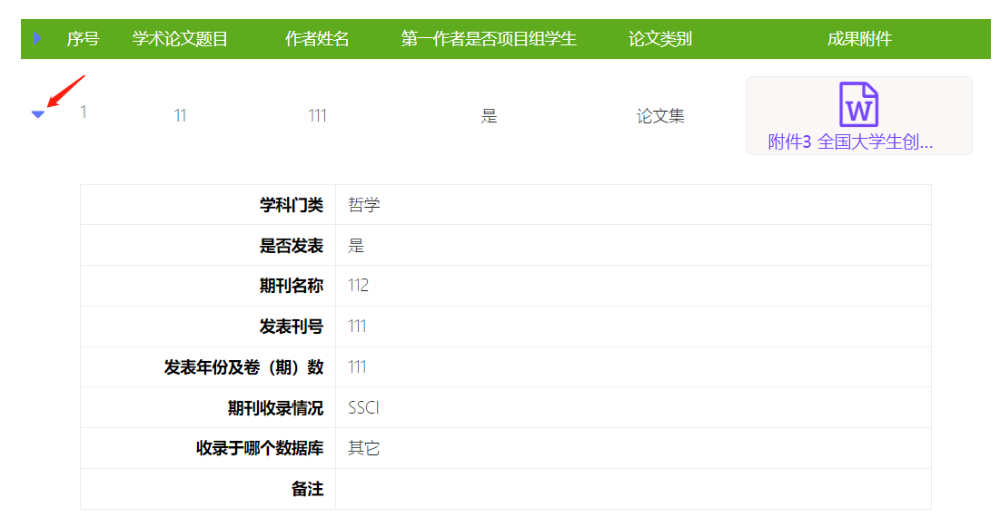 序号 学术论文题目 作者姓名 第一作者是否项目组学生 论文类别 成果附件
1 11 111 是 论文集
W
附件3 全国大学生创...
学科门类 哲学
是否发表 是
期刊名称 112
发表刊号 111
发表年份及卷（期）数 111
期刊收录情况 SSCI
收录于哪个数据库 其它
备注